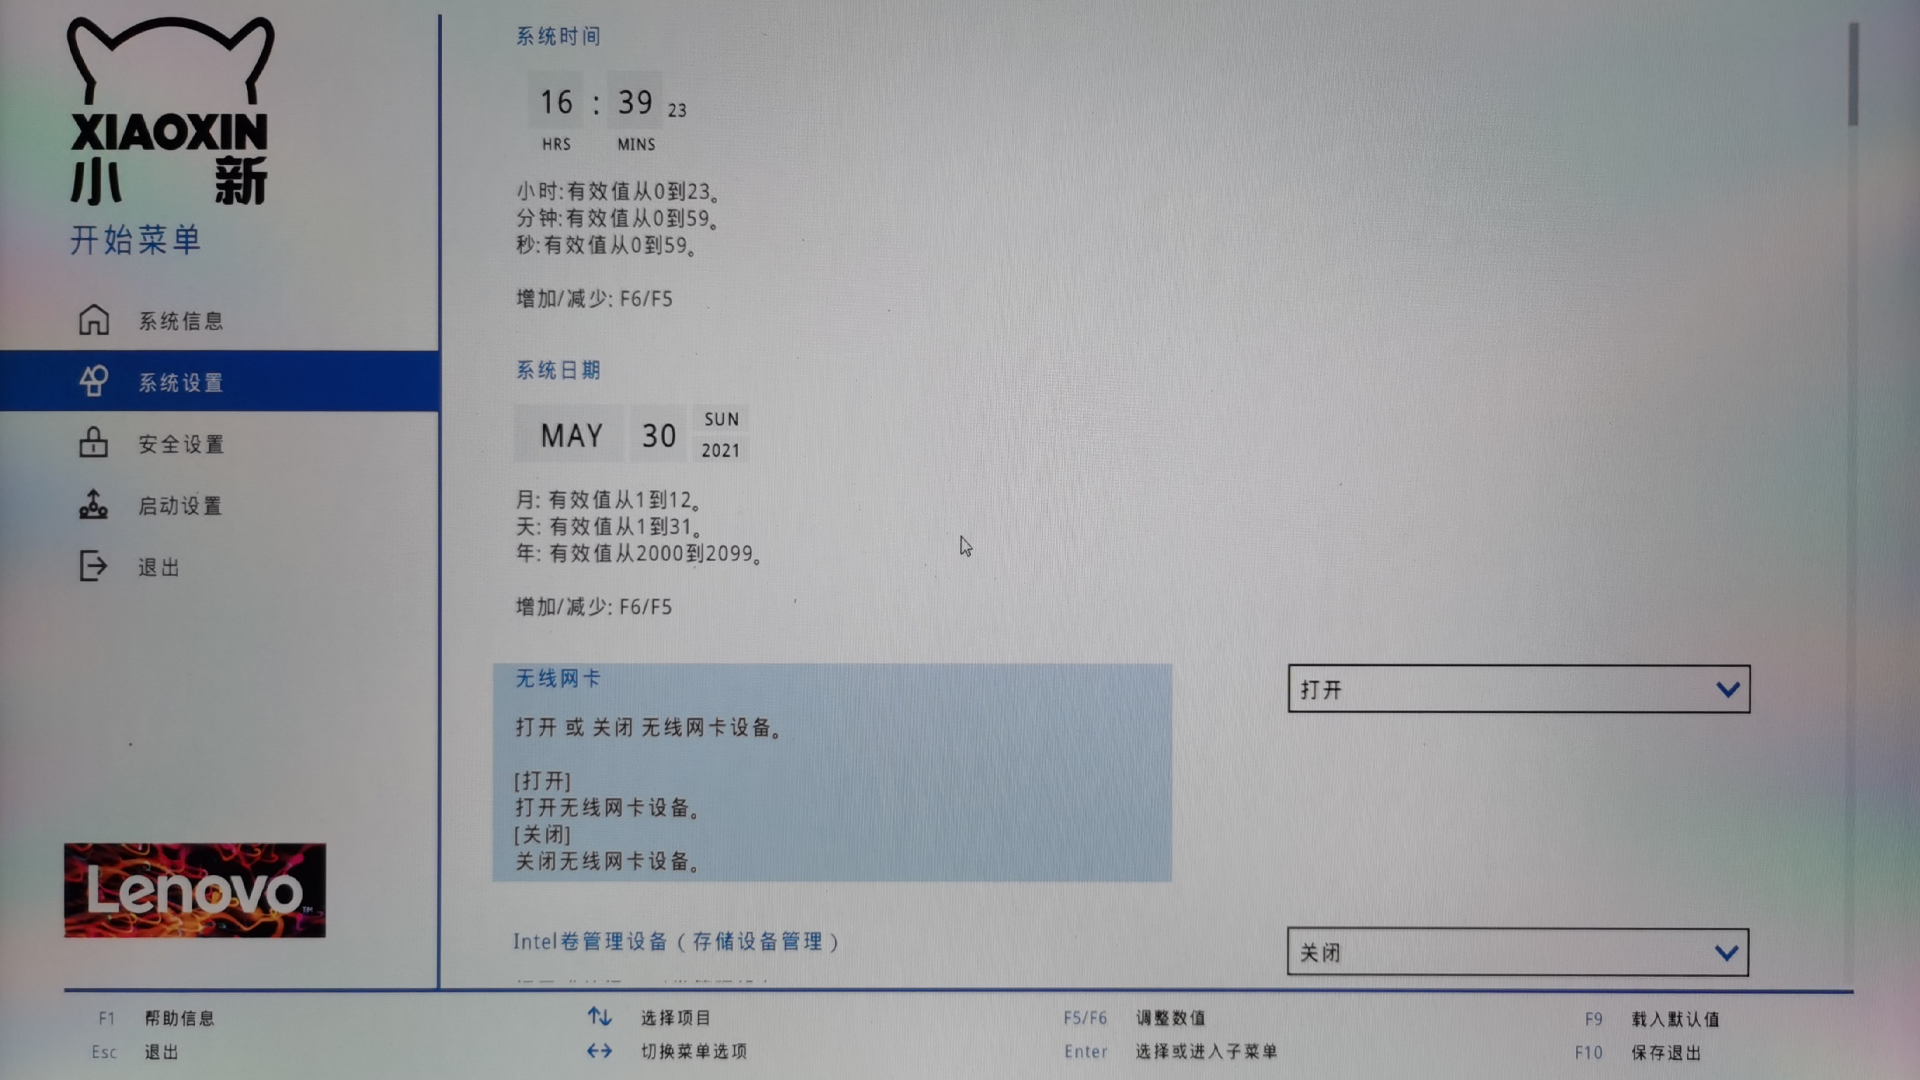 XIAOXIN
小 新
开始菜单
系统信息
系统设置
安全设置
启动设置
退出
Lenovo
系统时间
16 : 39 23
HRS MINS
小时:有效值从0到23。
分钟:有效值从0到59。
秒:有效值从0到59。
增加/减少: F6/F5
系统日期
MAY 30 SUN
2021
月: 有效值从1到12。
天: 有效值从1到31。
年: 有效值从2000到2099。
增加/减少: F6/F5
无线网卡
打开
打开 或 关闭 无线网卡设备。
[打开]
打开无线网卡设备。
[关闭]
关闭无线网卡设备。
Intel卷管理设备（存储设备管理）
关闭
F1 帮助信息 ↑↓ 选择项目 F5/F6 调整数值 F9 载入默认值
Esc 退出 ←→ 切换菜单选项 Enter 选择或进入子菜单 F10 保存退出